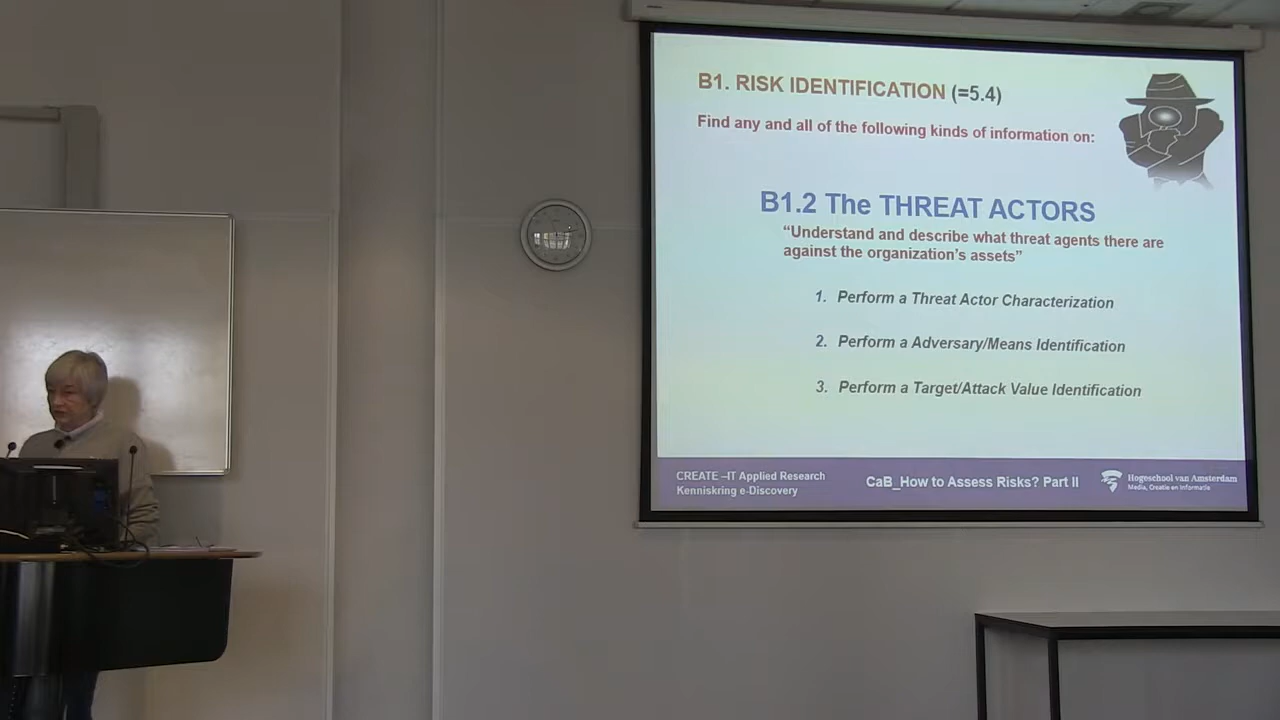 B1. RISK IDENTIFICATION (=5.4)
Find any and all of the following kinds of information on:
B1.2 The THREAT ACTORS
“Understand and describe what threat agents there are
against the organization’s assets”
1. Perform a Threat Actor Characterization
2. Perform a Adversary/Means Identification
3. Perform a Target/Attack Value Identification
CREATE –IT Applied Research
Kenniskring e-Discovery
CaB_How to Assess Risks? Part II
Hogeschool van Amsterdam
Media, Creatie en Informatie